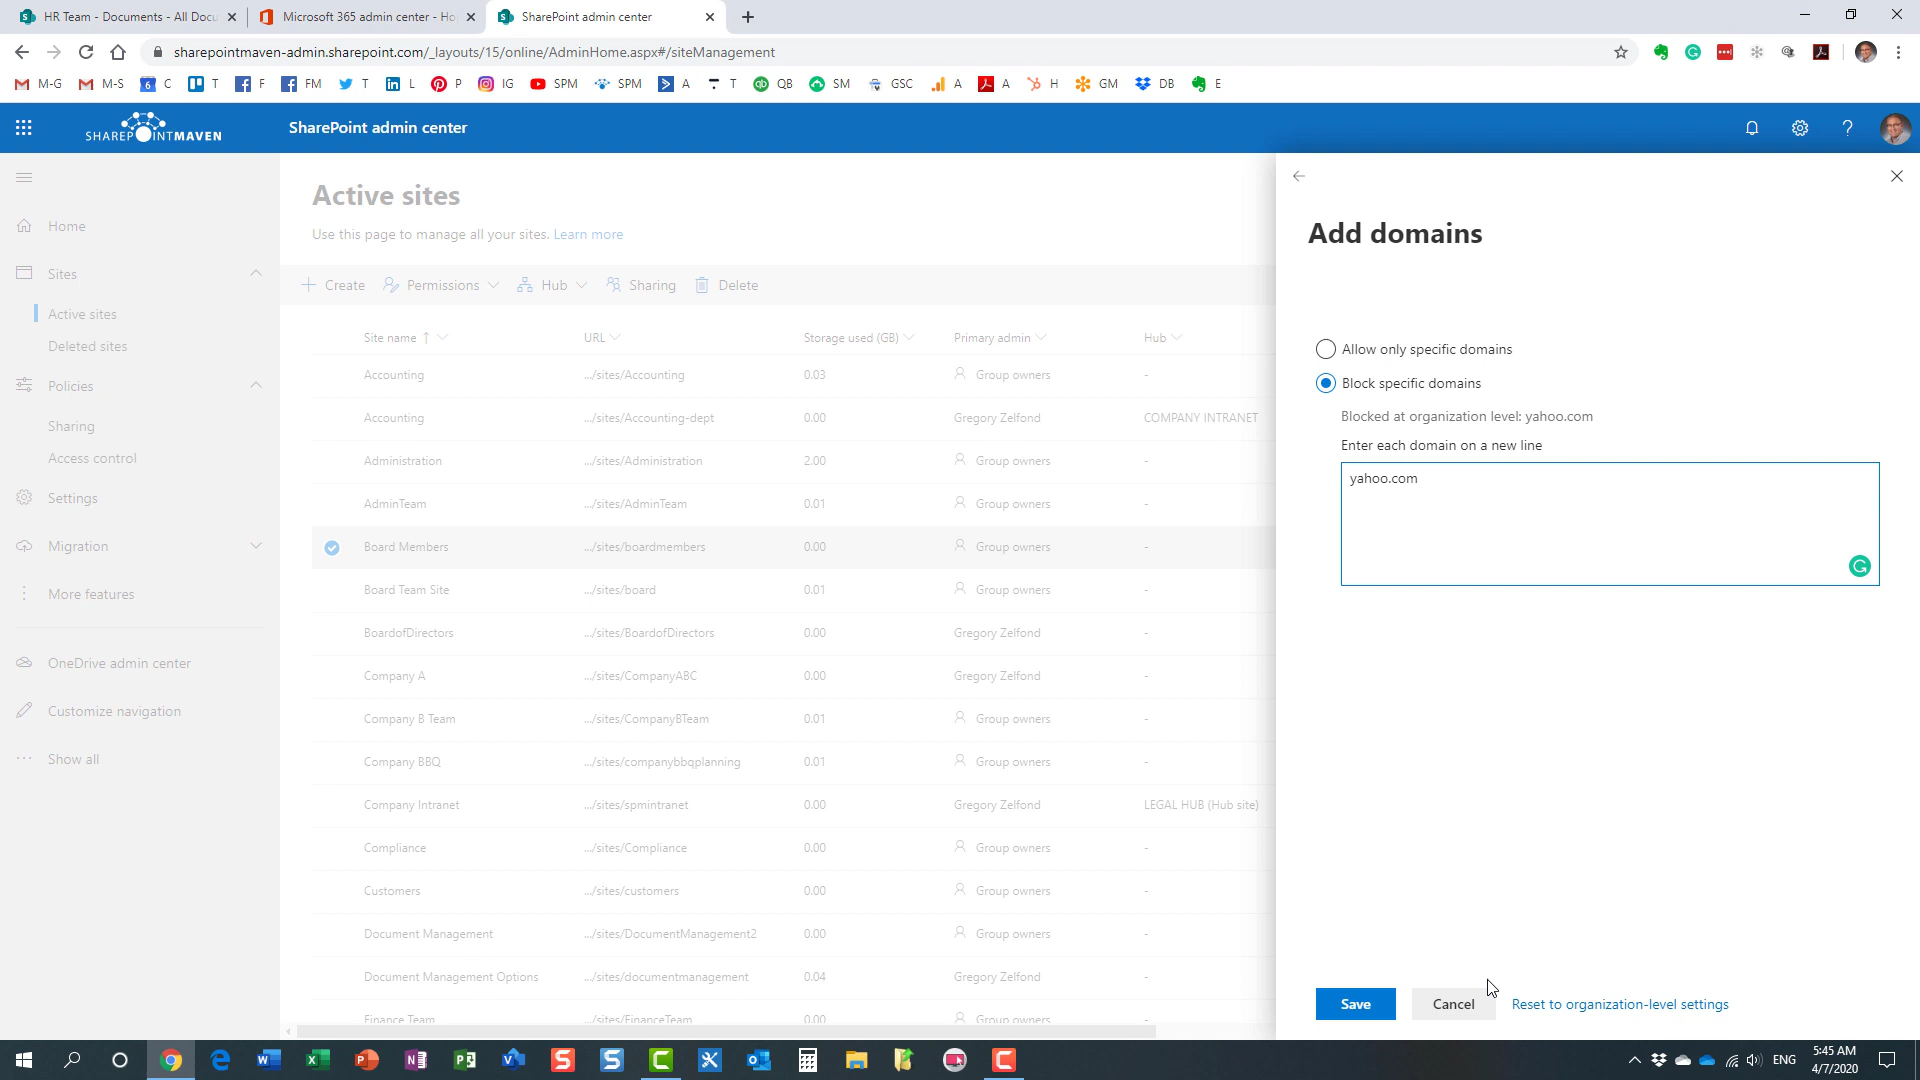 HR Team - Documents - All Docu
Microsoft 365 admin center - Ho
SharePoint admin center
sharepointmaven-admin.sharepoint.com/_layouts/15/online/AdminHome.aspx#/siteManagement
M-G M-S C T F FM T L P IG SPM SPM A T QB SM GSC A A H GM DB E
SHAREPOINTMAVEN
SharePoint admin center
Home
Sites
Active sites
Deleted sites
Policies
Sharing
Access control
Settings
Migration
More features
OneDrive admin center
Customize navigation
Show all
Active sites
Use this page to manage all your sites. Learn more
Create Permissions Hub Sharing Delete
Site name ↑ URL Storage used (GB) Primary admin Hub
Accounting .../sites/Accounting 0.03 Group owners -
Accounting .../sites/Accounting-dept 0.00 Gregory Zelfond COMPANY INTRANET
Administration .../sites/Administration 2.00 Group owners -
AdminTeam .../sites/AdminTeam 0.01 Group owners -
Board Members .../sites/boardmembers 0.00 Group owners -
Board Team Site .../sites/board 0.01 Group owners -
BoardofDirectors .../sites/BoardofDirectors 0.00 Gregory Zelfond -
Company A .../sites/CompanyABC 0.00 Gregory Zelfond -
Company B Team .../sites/CompanyBTeam 0.01 Group owners -
Company BBQ .../sites/companybbqplanning 0.01 Group owners -
Company Intranet .../sites/spmintranet 0.00 Gregory Zelfond LEGAL HUB (Hub site)
Compliance .../sites/Compliance 0.00 Group owners -
Customers .../sites/customers 0.00 Group owners -
Document Management .../sites/DocumentManagement2 0.00 Group owners -
Document Management Options .../sites/documentmanagement 0.04 Gregory Zelfond -
Finance Team .../sites/FinanceTeam 0.00 Group owners -
Add domains
Allow only specific domains
Block specific domains
Blocked at organization level: yahoo.com
Enter each domain on a new line
yahoo.com
Save Cancel Reset to organization-level settings
ENG
5:45 AM
4/7/2020